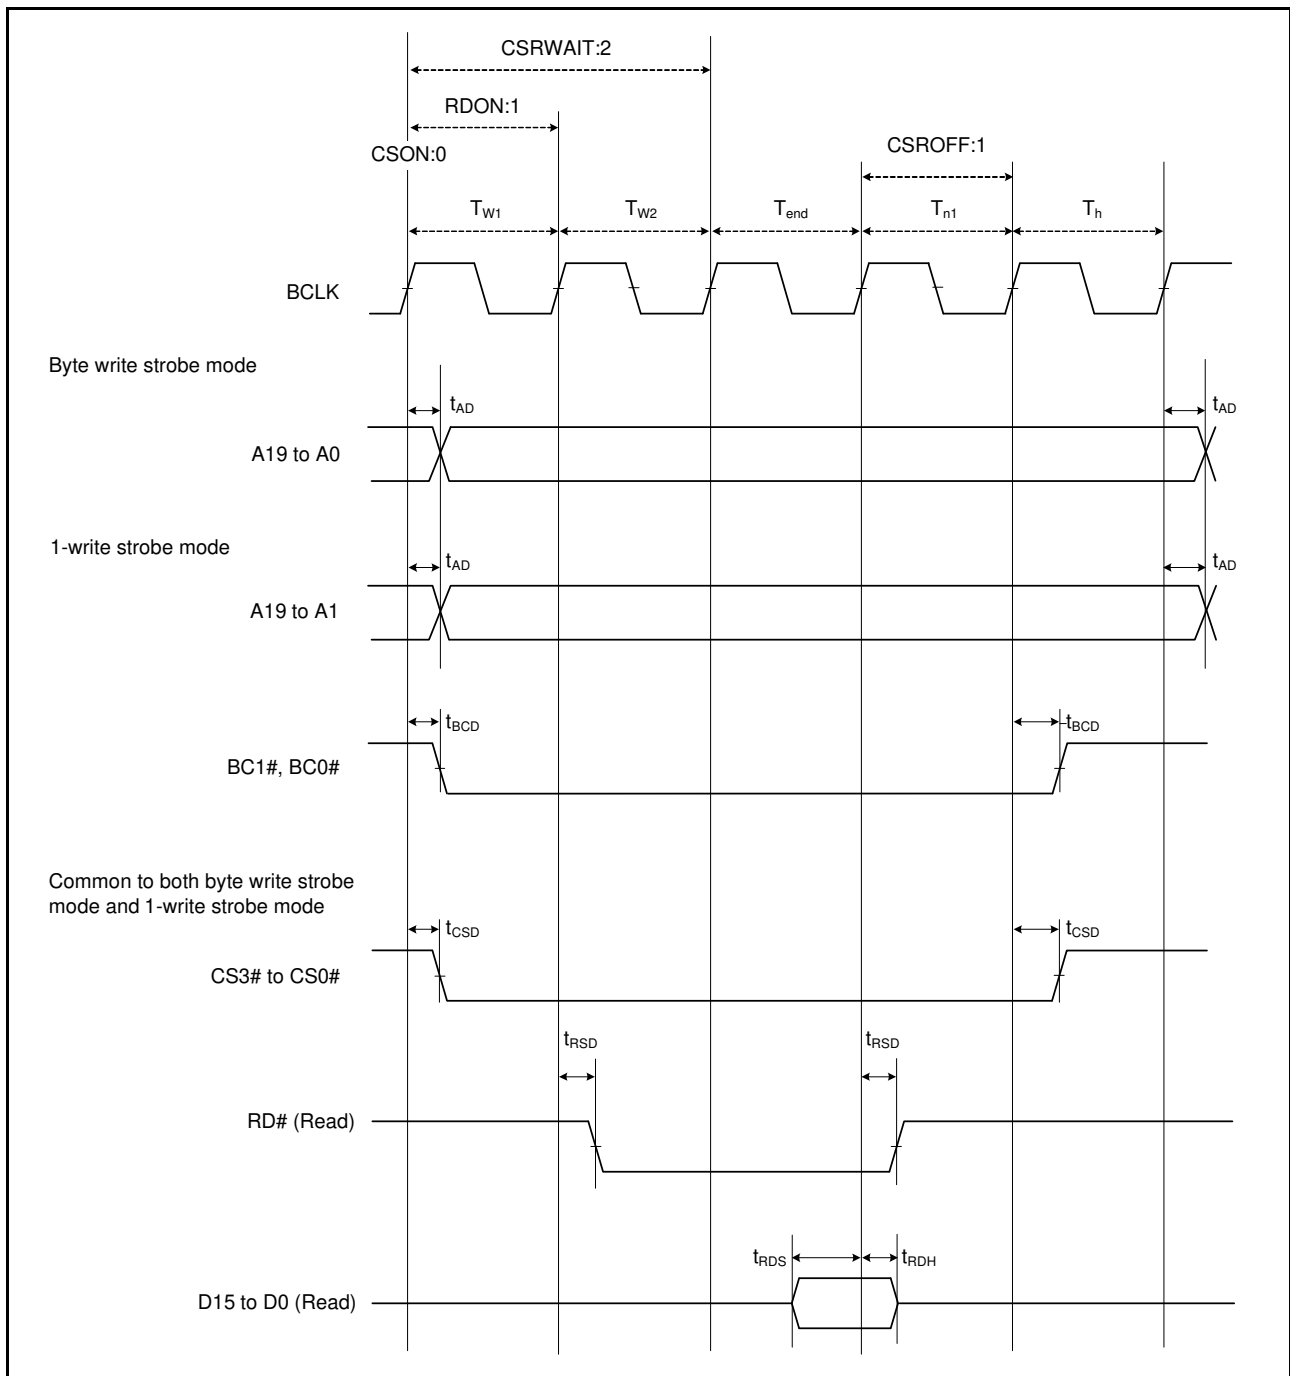 CSRWAIT:2
RDON:1
CSON:0
CSROFF:1
TW1 TW2 Tend Tn1 Th
BCLK
Byte write strobe mode
tAD tAD
A19 to A0
1-write strobe mode
tAD tAD
A19 to A1
tBCD tBCD
BC1#, BC0#
Common to both byte write strobe
mode and 1-write strobe mode
tCSD tCSD
CS3# to CS0#
tRSD tRSD
RD# (Read)
tRDS tRDH
D15 to D0 (Read)